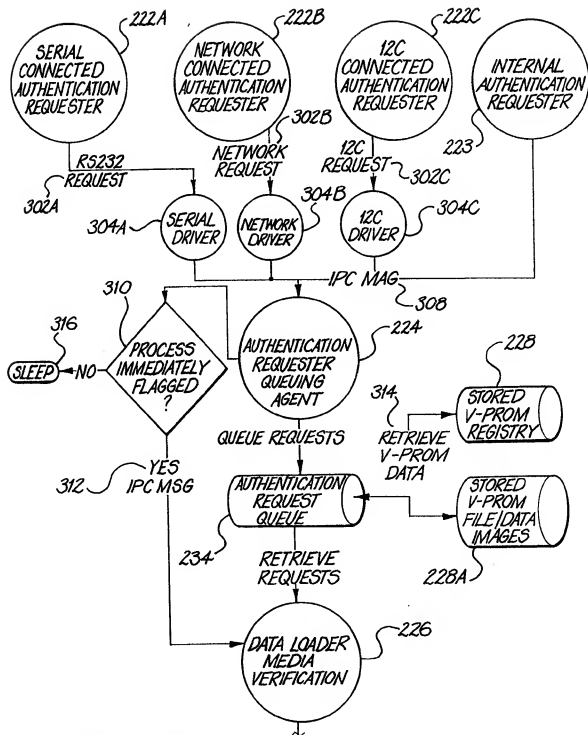 222A
222B
222C
SERIAL
CONNECTED
AUTHENTICATION
REQUESTER
NETWORK
CONNECTED
AUTHENTICATION
REQUESTER
12C
CONNECTED
AUTHENTICATION
REQUESTER
INTERNAL
AUTHENTICATION
REQUESTER
302B
223
RS232
REQUEST
302A
NETWORK
REQUEST
12C
REQUEST
302C
304A
SERIAL
DRIVER
304B
NETWORK
DRIVER
304C
12C
DRIVER
IPC MAG
308
310
316
SLEEP
NO
PROCESS
IMMEDIATELY
FLAGGED
?
AUTHENTICATION
REQUESTER
QUEUING
AGENT
224
228
314
RETRIEVE
V-PROM
DATA
STORED
V-PROM
REGISTRY
QUEUE REQUESTS
312
YES
IPC MSG
AUTHENTICATION
REQUEST
QUEUE
234
STORED
V-PROM
FILE/DATA
IMAGES
228A
RETRIEVE
REQUESTS
DATA LOADER
MEDIA
VERIFICATION
226